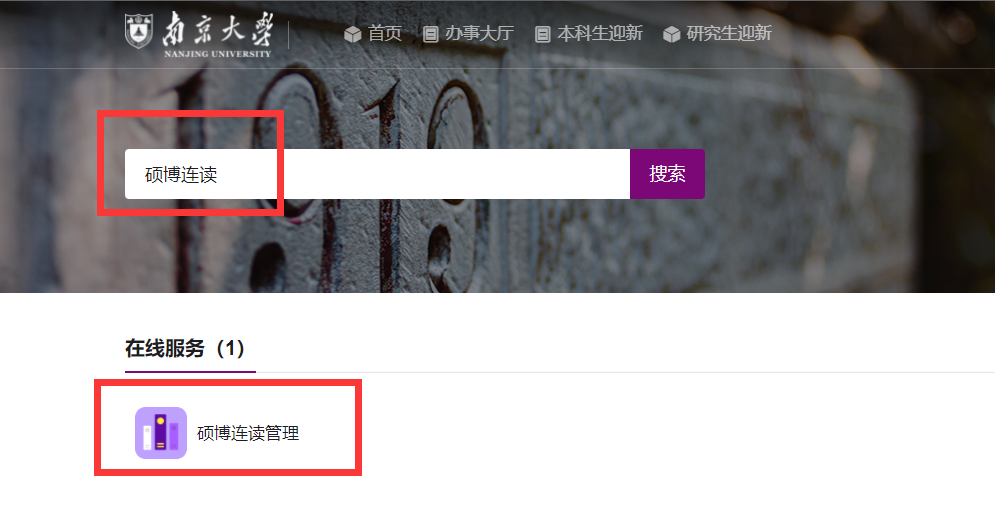 南京大学
NANJING UNIVERSITY
首页 办事大厅 本科生迎新 研究生迎新
硕博连读 搜索
在线服务（1）
硕博连读管理